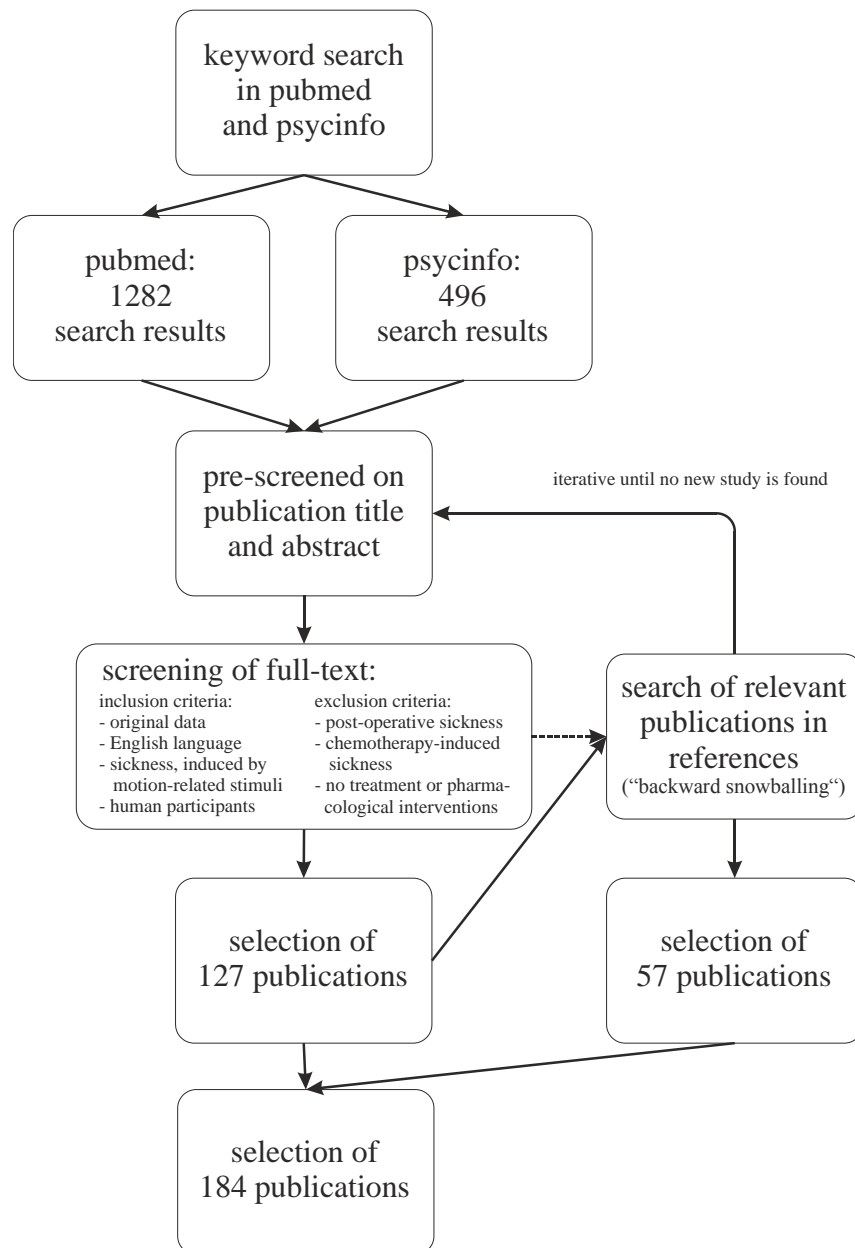 keyword search
in pubmed
and psycinfo
pubmed:
1282
search results
psycinfo:
496
search results
pre-screened on
publication title
and abstract
iterative until no new study is found
screening of full-text:
inclusion criteria:
- original data
- English language
- sickness, induced by
motion-related stimuli
- human participants
exclusion criteria:
- post-operative sickness
- chemotherapy-induced
sickness
- no treatment or pharma-
cological interventions
search of relevant
publications in
references
(“backward snowballing“)
selection of
127 publications
selection of
57 publications
selection of
184 publications